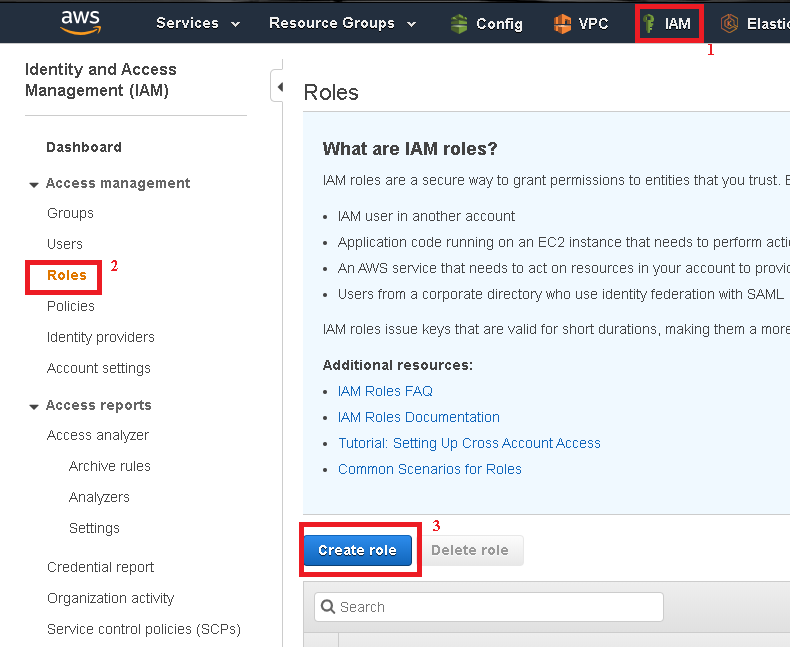 aws Services Resource Groups Config VPC IAM Elastic
1
Identity and Access
Management (IAM)
Dashboard
Access management
Groups
Users
Roles
2
Policies
Identity providers
Account settings
Access reports
Access analyzer
Archive rules
Analyzers
Settings
Credential report
Organization activity
Service control policies (SCPs)
Roles
What are IAM roles?
IAM roles are a secure way to grant permissions to entities that you trust. E
IAM user in another account
Application code running on an EC2 instance that needs to perform acti
An AWS service that needs to act on resources in your account to provid
Users from a corporate directory who use identity federation with SAML
IAM roles issue keys that are valid for short durations, making them a more
Additional resources:
IAM Roles FAQ
IAM Roles Documentation
Tutorial: Setting Up Cross Account Access
Common Scenarios for Roles
3
Create role Delete role
Search